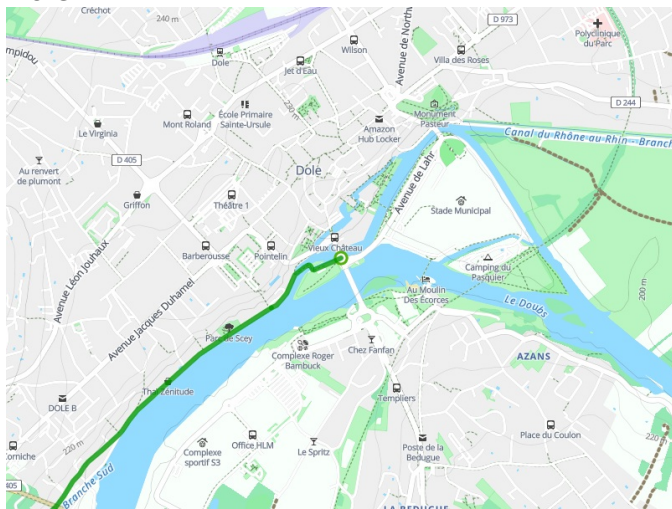 Créchot
240 m
D 973
Polyclinique
du Parc
Wilson
Avenue de North
Dole
Jet d'Eau
Villa des Roses
230 m
D 244
École Primaire
Sainte-Ursule
Monument
Pasteur
Le Virginia
Mont Roland
Amazon
Hub Locker
Canal du Rhône au Rhin - Branch
D 405
Au renvert
de plumont
Dole
Avenue de Lahr
Griffon
Théâtre 1
Stade Municipal
Avenue Léon Jouhaux
Vieux Château
Barberousse
Pointelin
Camping du
Pasquier
Avenue Jacques Duhamel
Au Moulin
Des Écorces
Le Doubs
200 m
Parc de Scey
Complexe Roger
Bambuck
Chez Fanfan
AZANS
Thal Zénitude
Templiers
DOLE B
Corniche
220 m
Complexe
sportif S3
Office HLM
Le Spritz
Poste de la
Bedugue
Place du Coulon
Branche Sud
405
220 m
LA BEDUGUE